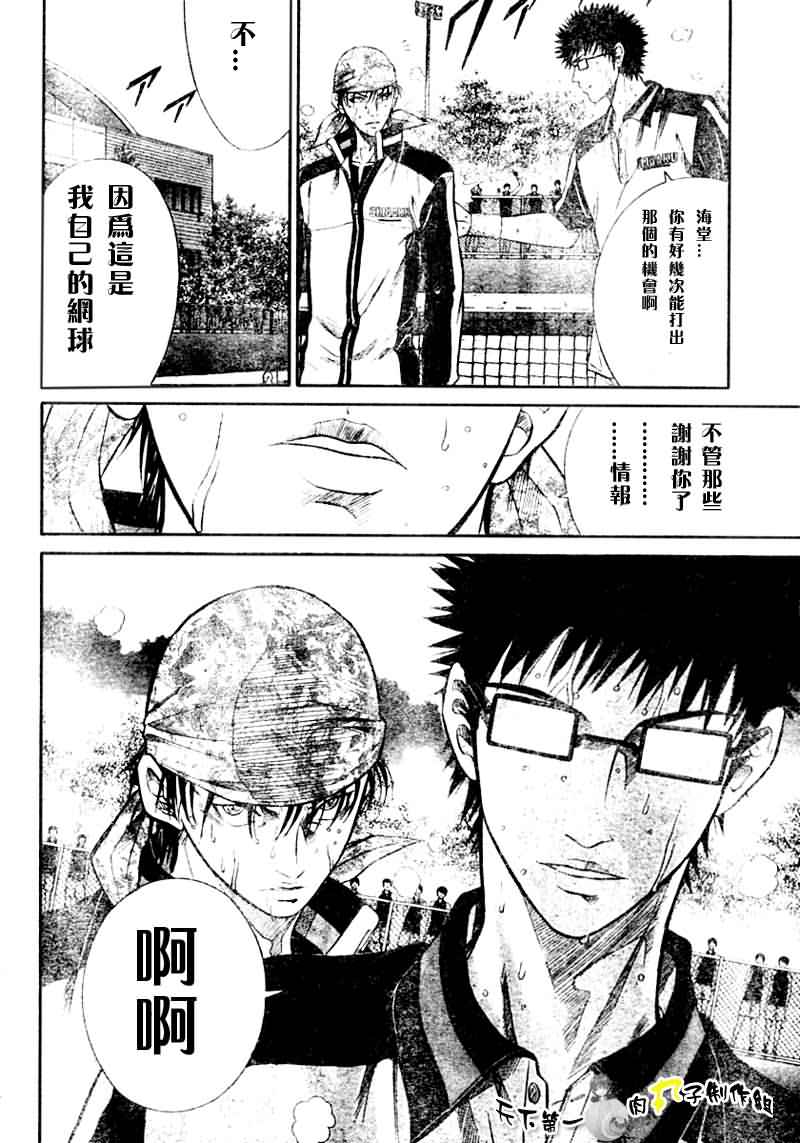 海堂…
你有好幾次能打出
那個的機會啊
不…
因爲這是
我自己的網球
不管那些
謝謝你了
…………
………情報
啊
啊
天下第一
肉丸子制作組